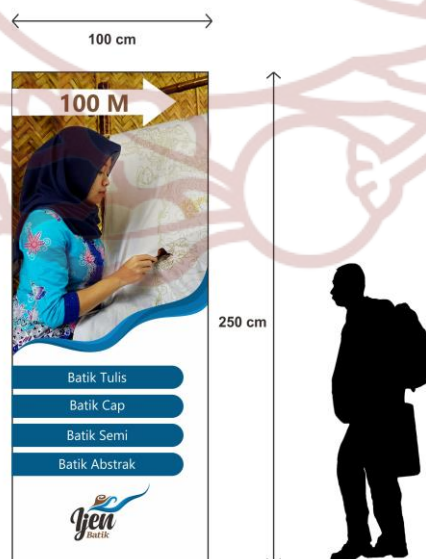 100 cm
100 M
250 cm
Batik Tulis
Batik Cap
Batik Semi
Batik Abstrak
Ijen
Batik